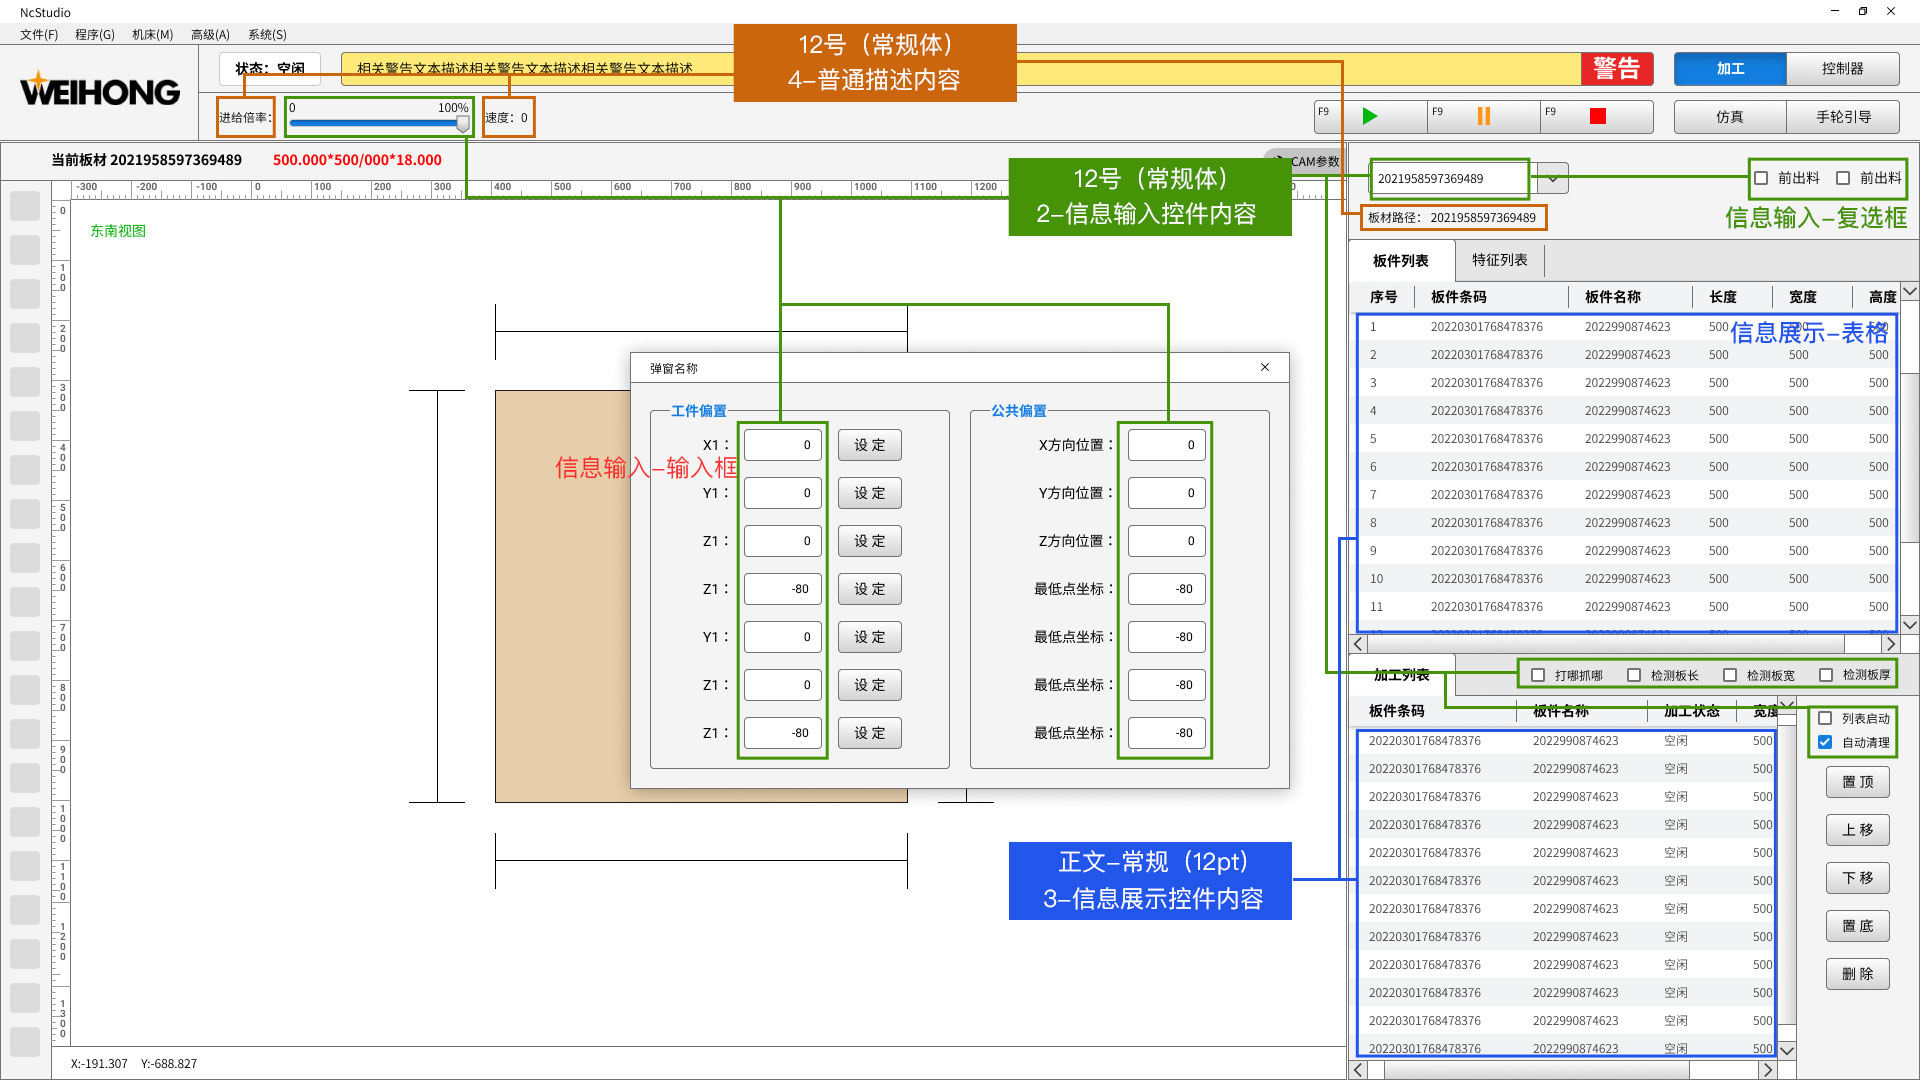 NcStudio
文件(F) 程序(G) 机床(M) 高级(A) 系统(S)
WEIHONG
状态：空闲
相关警告文本描述相关警告文本描述相关警告文本描述
警告
加工 控制器
12号（常规体）
4-普通描述内容
进给倍率:
0 100%
速度：0
F9 F9 F9
仿真 手轮引导
当前板材 2021958597369489 500.000*500/000*18.000
CAM参数
-300 -200 -100 0 100 200 300 400 500 600 700 800 900 1000 1100 1200
0
100
200
300
400
500
600
700
800
900
1000
1100
1200
1300
东南视图
12号（常规体）
2-信息输入控件内容
2021958597369489
前出料 前出料
板材路径： 2021958597369489
信息输入-复选框
板件列表 特征列表
序号 板件条码 板件名称 长度 宽度 高度
信息展示-表格
1 20220301768478376 2022990874623 500 500 500
2 20220301768478376 2022990874623 500 500 500
3 20220301768478376 2022990874623 500 500 500
4 20220301768478376 2022990874623 500 500 500
5 20220301768478376 2022990874623 500 500 500
6 20220301768478376 2022990874623 500 500 500
7 20220301768478376 2022990874623 500 500 500
8 20220301768478376 2022990874623 500 500 500
9 20220301768478376 2022990874623 500 500 500
10 20220301768478376 2022990874623 500 500 500
11 20220301768478376 2022990874623 500 500 500
弹窗名称
工件偏置
X1： 0 设 定
Y1： 0 设 定
Z1： 0 设 定
Z1： -80 设 定
Y1： 0 设 定
Z1： 0 设 定
Z1： -80 设 定
信息输入-输入框
公共偏置
X方向位置： 0
Y方向位置： 0
Z方向位置： 0
最低点坐标： -80
最低点坐标： -80
最低点坐标： -80
最低点坐标： -80
正文-常规（12pt）
3-信息展示控件内容
加工列表
打哪抓哪 检测板长 检测板宽 检测板厚
板件条码 板件名称 加工状态 宽度
20220301768478376 2022990874623 空闲 500
20220301768478376 2022990874623 空闲 500
20220301768478376 2022990874623 空闲 500
20220301768478376 2022990874623 空闲 500
20220301768478376 2022990874623 空闲 500
20220301768478376 2022990874623 空闲 500
20220301768478376 2022990874623 空闲 500
20220301768478376 2022990874623 空闲 500
20220301768478376 2022990874623 空闲 500
20220301768478376 2022990874623 空闲 500
20220301768478376 2022990874623 空闲 500
20220301768478376 2022990874623 空闲 500
列表启动
自动清理
置 顶
上 移
下 移
置 底
删 除
X:-191.307 Y:-688.827